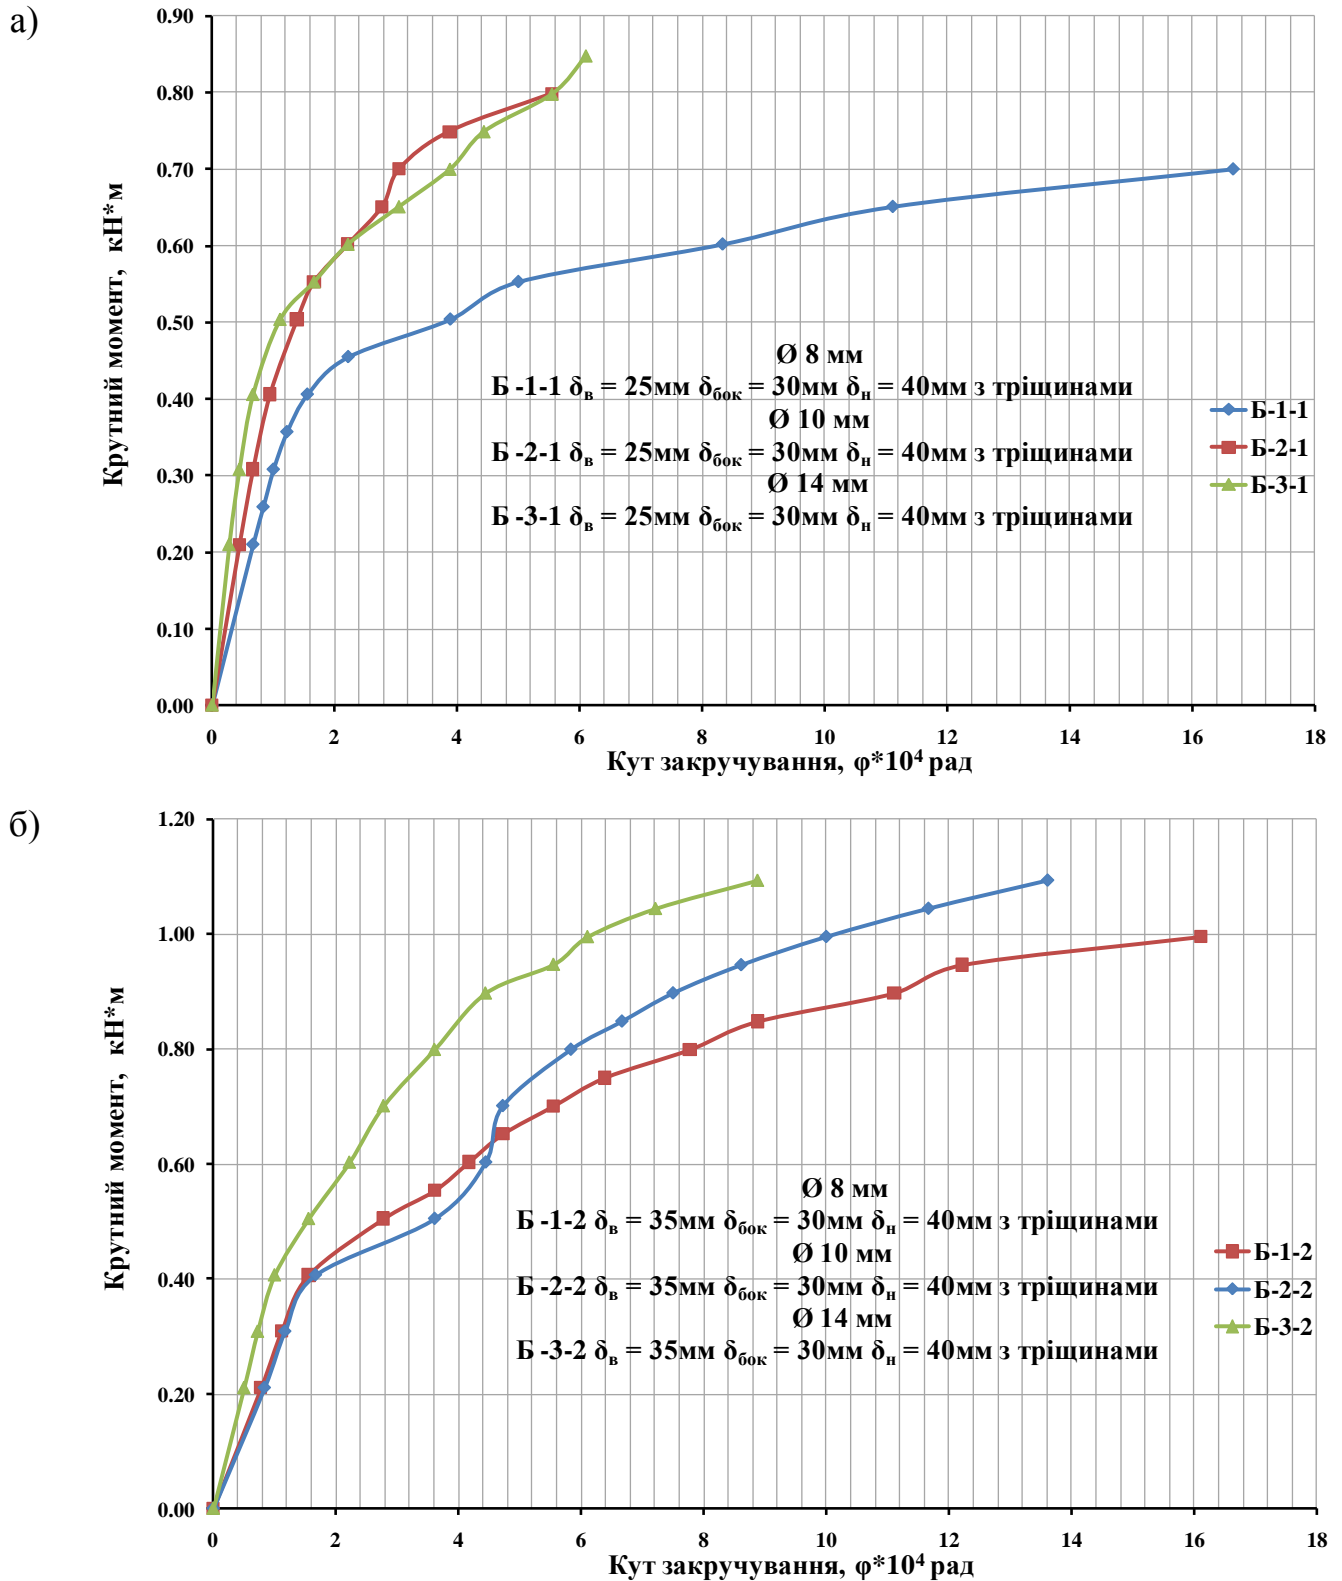 а)
0.90
0.80
0.70
0.60
0.50
0.40
0.30
0.20
0.10
0.00
Крутний момент, кН*м
Ø 8 мм
Б -1-1 δв = 25мм δбок = 30мм δн = 40мм з тріщинами
Ø 10 мм
Б -2-1 δв = 25мм δбок = 30мм δн = 40мм з тріщинами
Ø 14 мм
Б -3-1 δв = 25мм δбок = 30мм δн = 40мм з тріщинами
Б-1-1
Б-2-1
Б-3-1
0 2 4 6 8 10 12 14 16 18
Кут закручування, φ*10⁴ рад
б)
1.20
1.00
0.80
0.60
0.40
0.20
0.00
Крутний момент, кН*м
Ø 8 мм
Б -1-2 δв = 35мм δбок = 30мм δн = 40мм з тріщинами
Ø 10 мм
Б -2-2 δв = 35мм δбок = 30мм δн = 40мм з тріщинами
Ø 14 мм
Б -3-2 δв = 35мм δбок = 30мм δн = 40мм з тріщинами
Б-1-2
Б-2-2
Б-3-2
0 2 4 6 8 10 12 14 16 18
Кут закручування, φ*10⁴ рад